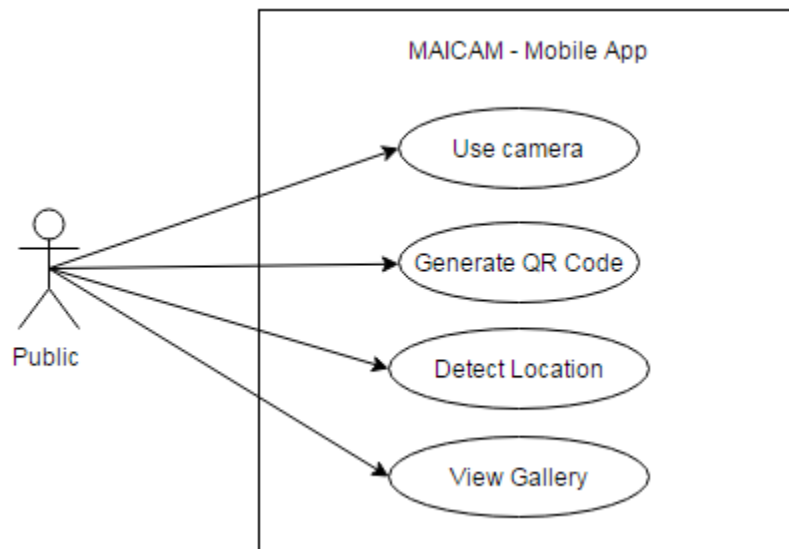 MAICAM - Mobile App
Use camera
Generate QR Code
Detect Location
View Gallery
Public